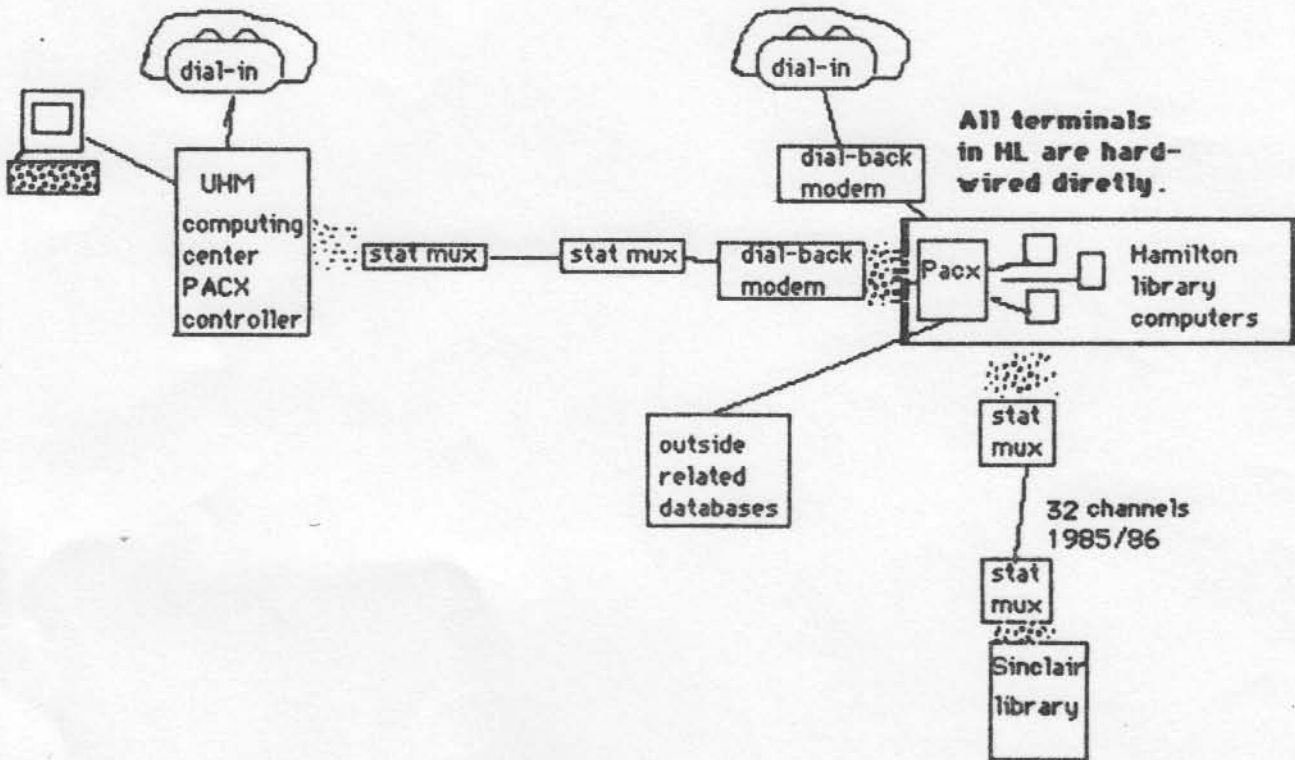 dial-in
dial-in
All terminals
in HL are hard-
wired diretly.
UHM
computing
center
PACX
controller
dial-back
modem
stat mux
stat mux
dial-back
modem
Pacx
Hamilton
library
computers
outside
related
databases
stat
mux
32 channels
1985/86
stat
mux
Sinclair
library